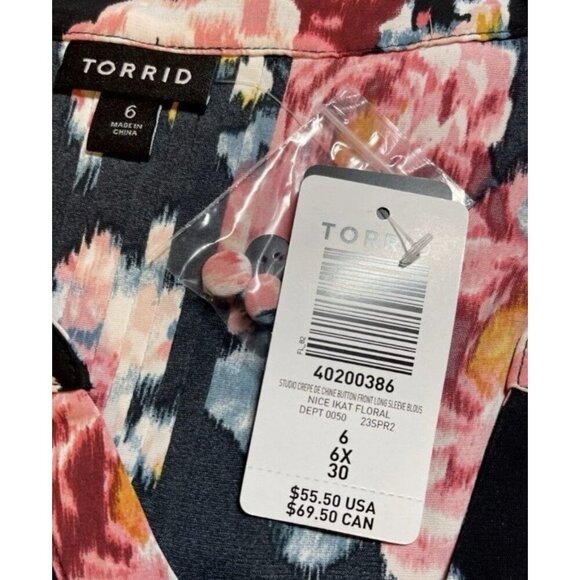 TORRID
6
MADE IN
CHINA
TORRID
FL_82
40200386
STUDIO CREPE DE CHINE BUTTON FRONT LONG SLEEVE BLOUS
NICE IKAT FLORAL
DEPT 0050 23SPR2
6
6X
30
$55.50 USA
$69.50 CAN